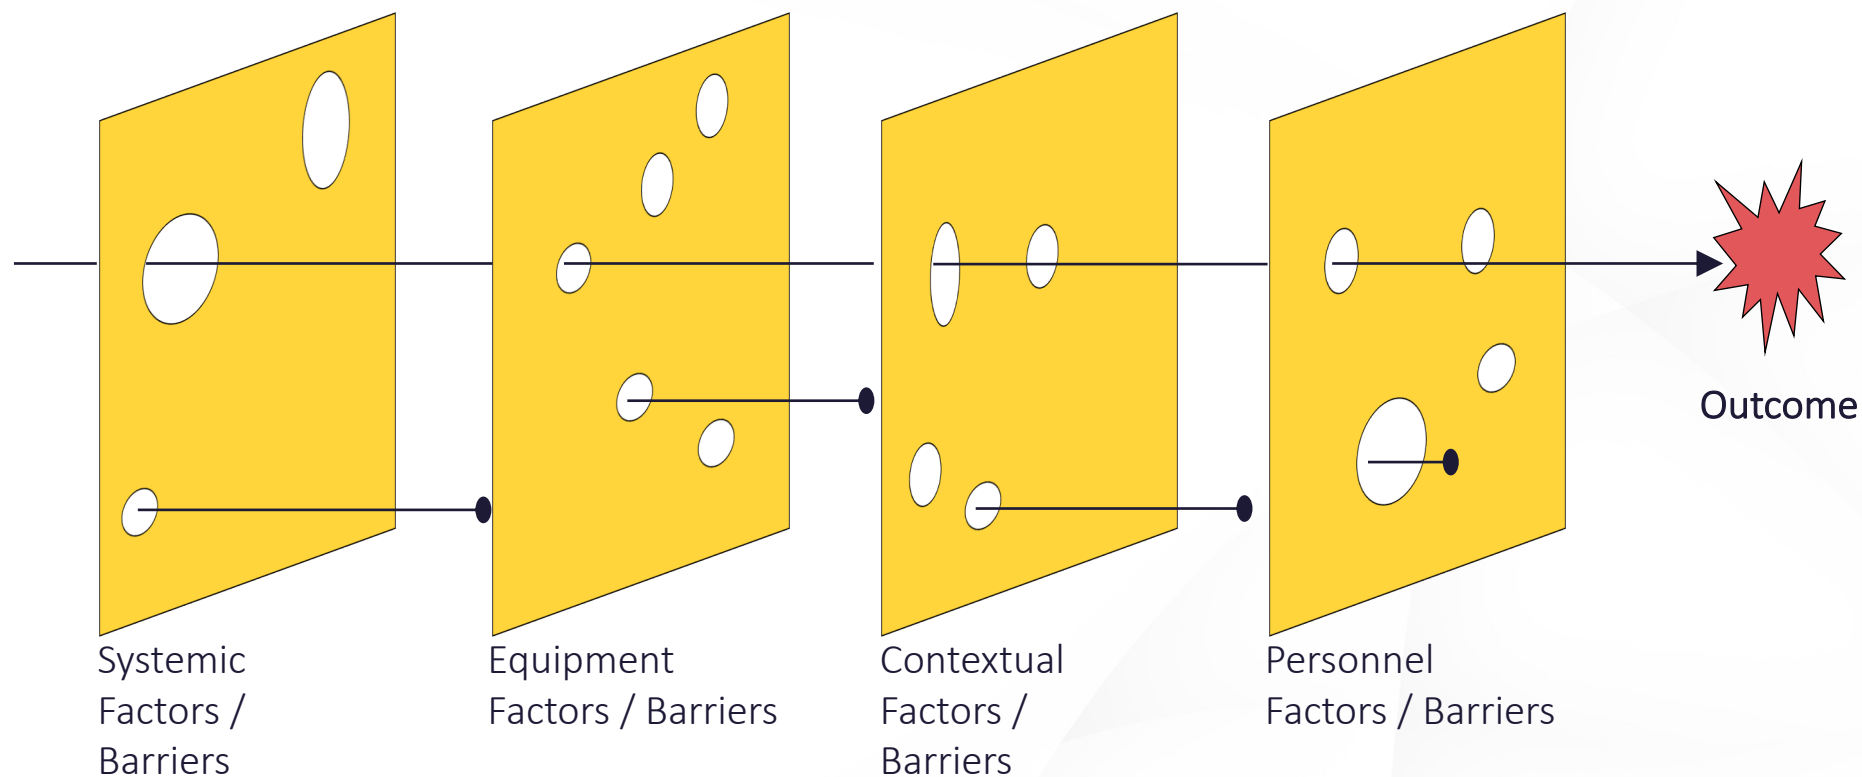 Outcome
Systemic
Factors /
Barriers
Equipment
Factors / Barriers
Contextual
Factors /
Barriers
Personnel
Factors / Barriers